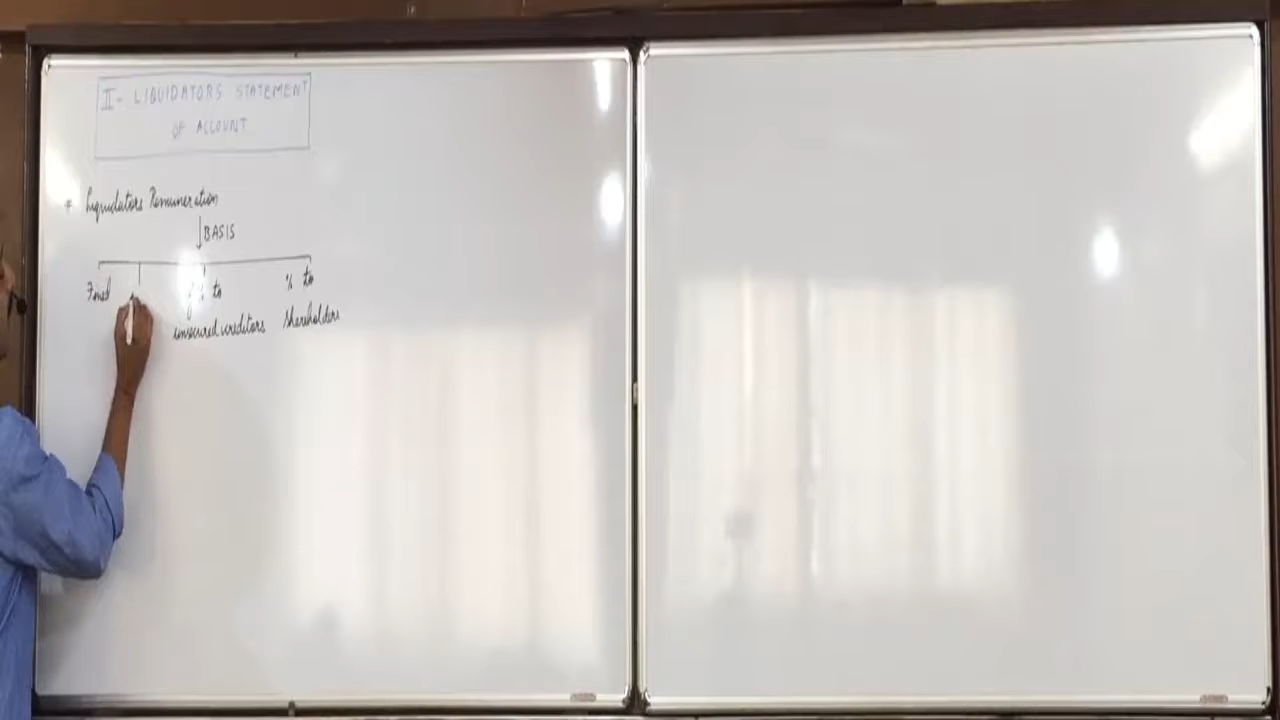 II - LIQUIDATORS STATEMENT
OF ACCOUNT
* Liquidators Remuneration
BASIS
Fixed
% to
% to
unsecured creditors
Shareholders